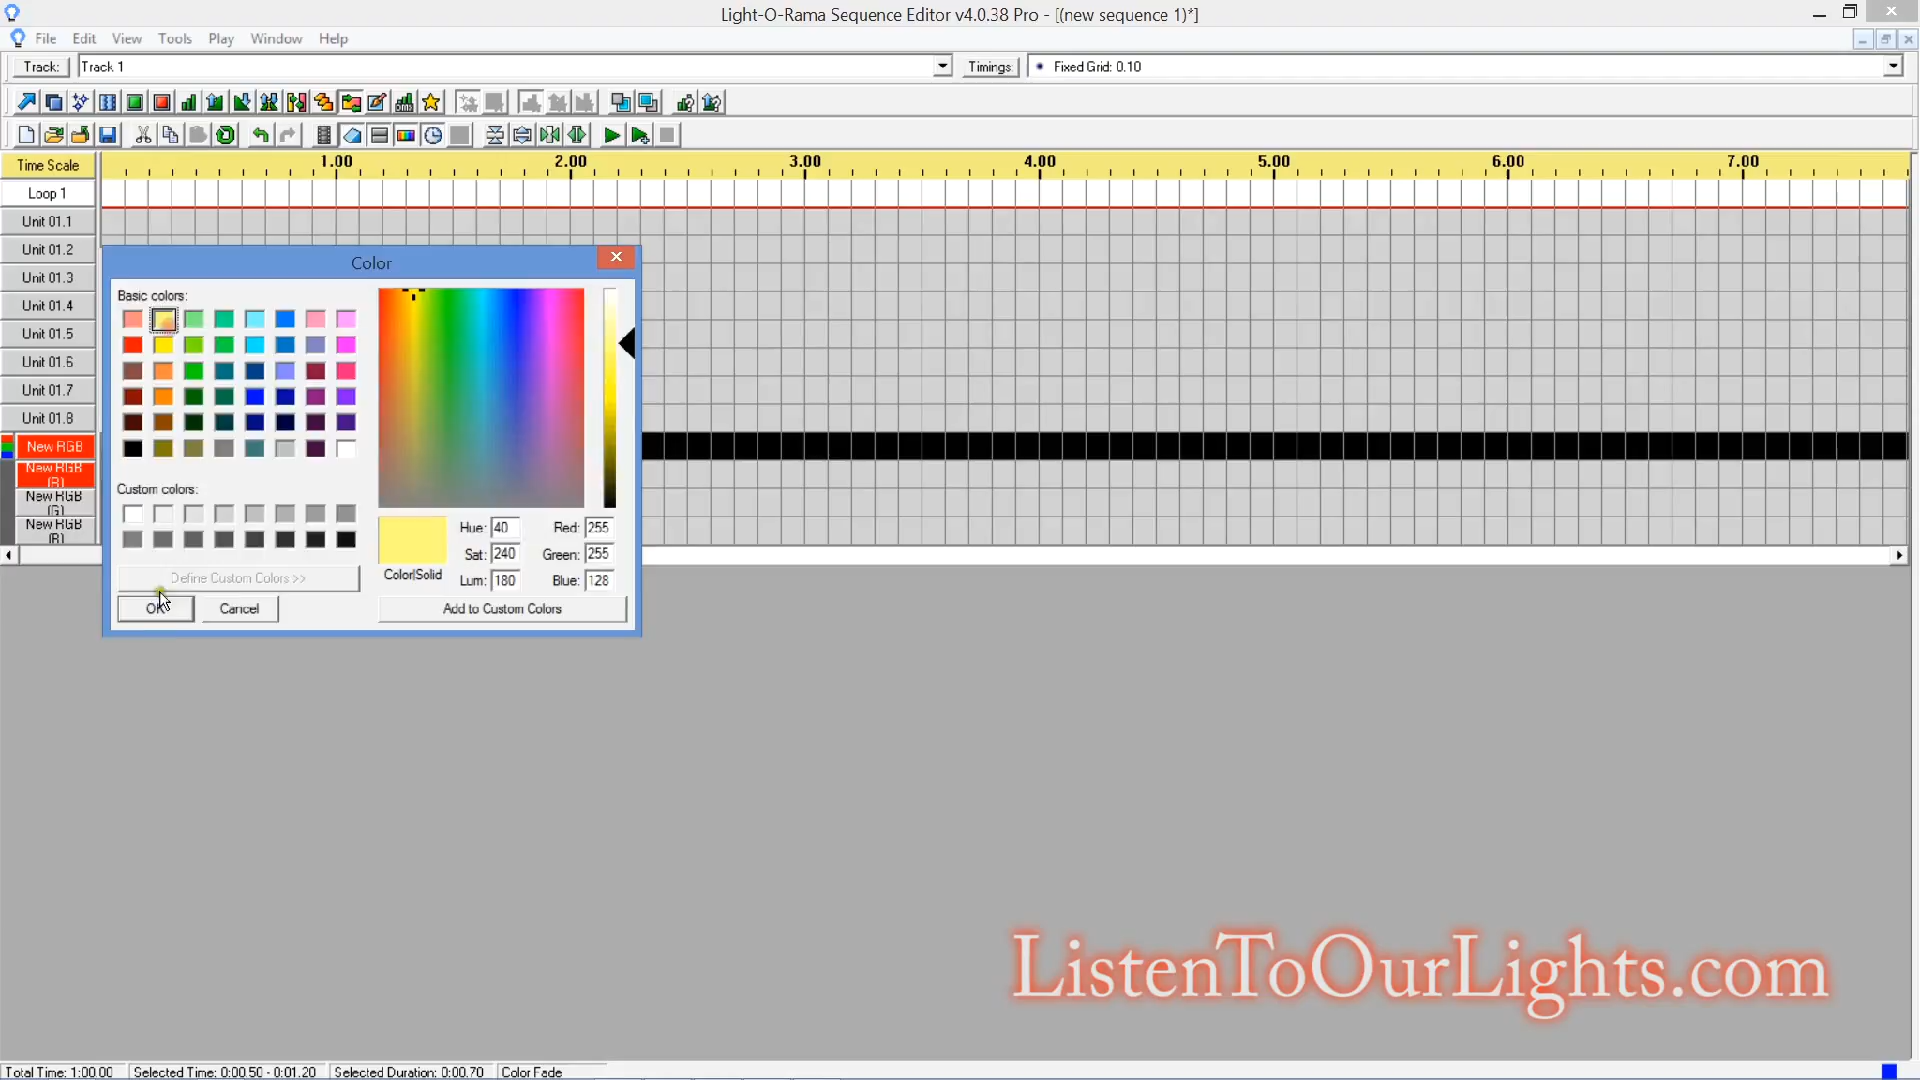 Light-O-Rama Sequence Editor v4.0.38 Pro - [(new sequence 1)*]
File Edit View Tools Play Window Help
Track: Track 1 Timings Fixed Grid: 0.10
Time Scale 1.00 2.00 3.00 4.00 5.00 6.00 7.00
Loop 1
Unit 01.1
Unit 01.2
Unit 01.3
Unit 01.4
Unit 01.5
Unit 01.6
Unit 01.7
Unit 01.8
New RGB
New RGB
(R)
New RGB
(G)
New RGB
(B)
Color
Basic colors:
Custom colors:
Define Custom Colors >>
OK Cancel
Hue: 40 Red: 255
Sat: 240 Green: 255
Color|Solid Lum: 180 Blue: 128
Add to Custom Colors
ListenToOurLights.com
Total Time: 1:00.00 Selected Time: 0:00.50 - 0:01.20 Selected Duration: 0:00.70 Color Fade